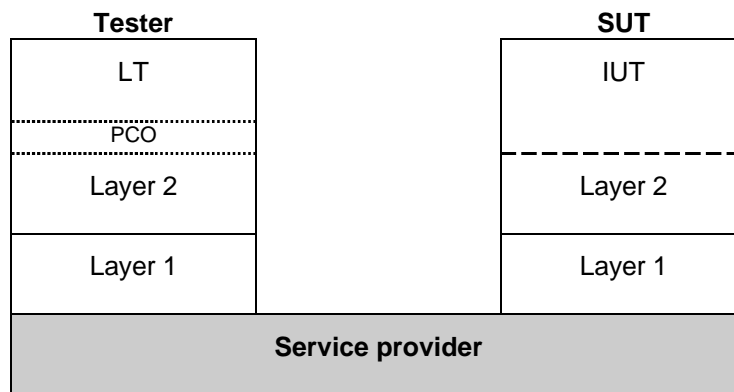 Tester
SUT
LT
IUT
PCO
Layer 2
Layer 2
Layer 1
Layer 1
Service provider